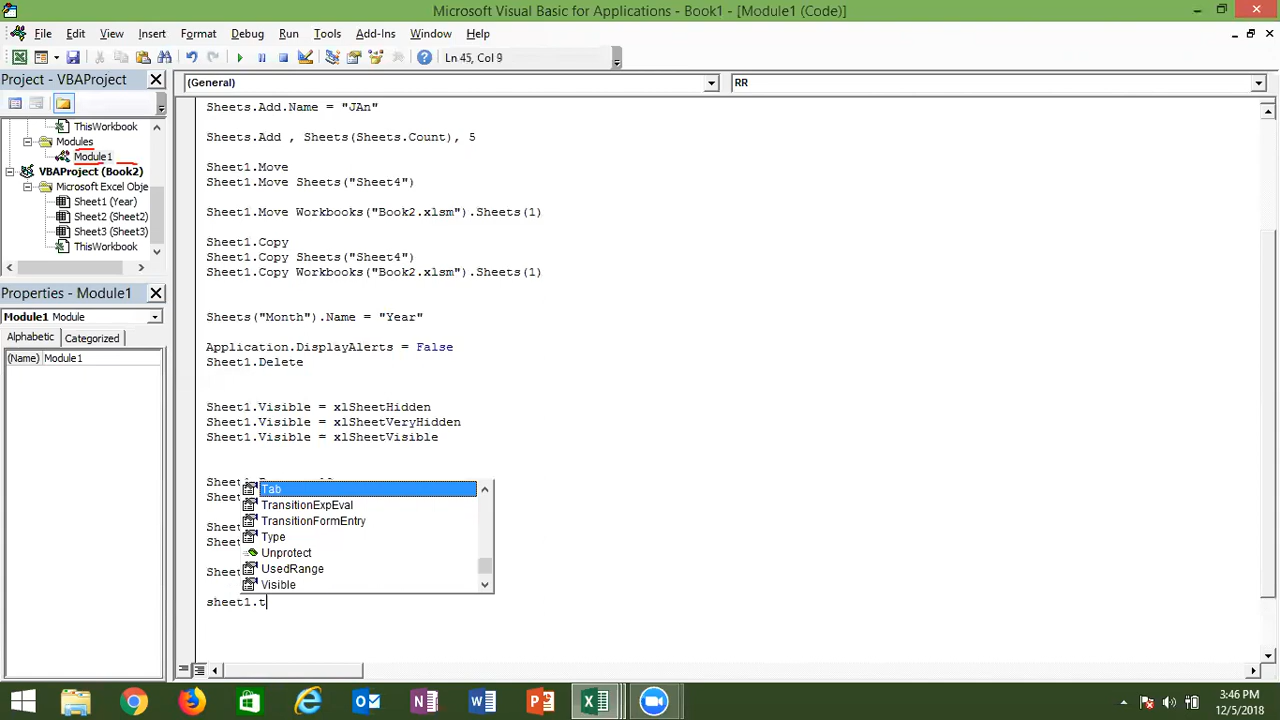 Microsoft Visual Basic for Applications - Book1 - [Module1 (Code)]
File Edit View Insert Format Debug Run Tools Add-Ins Window Help
Ln 45, Col 9
Project - VBAProject
(General)
RR
ThisWorkbook
Modules
Module1
VBAProject (Book2)
Microsoft Excel Obje
Sheet1 (Year)
Sheet2 (Sheet2)
Sheet3 (Sheet3)
ThisWorkbook
Properties - Module1
Module1 Module
Alphabetic Categorized
(Name) Module1
Sheets.Add.Name = "JAn"
Sheets.Add , Sheets(Sheets.Count), 5
Sheet1.Move
Sheet1.Move Sheets("Sheet4")
Sheet1.Move Workbooks("Book2.xlsm").Sheets(1)
Sheet1.Copy
Sheet1.Copy Sheets("Sheet4")
Sheet1.Copy Workbooks("Book2.xlsm").Sheets(1)
Sheets("Month").Name = "Year"
Application.DisplayAlerts = False
Sheet1.Delete
Sheet1.Visible = xlSheetHidden
Sheet1.Visible = xlSheetVeryHidden
Sheet1.Visible = xlSheetVisible
Sheet
Sheet
Sheet
Sheet
Sheet
Tab
TransitionExpEval
TransitionFormEntry
Type
Unprotect
UsedRange
Visible
sheet1.t
3:46 PM
12/5/2018